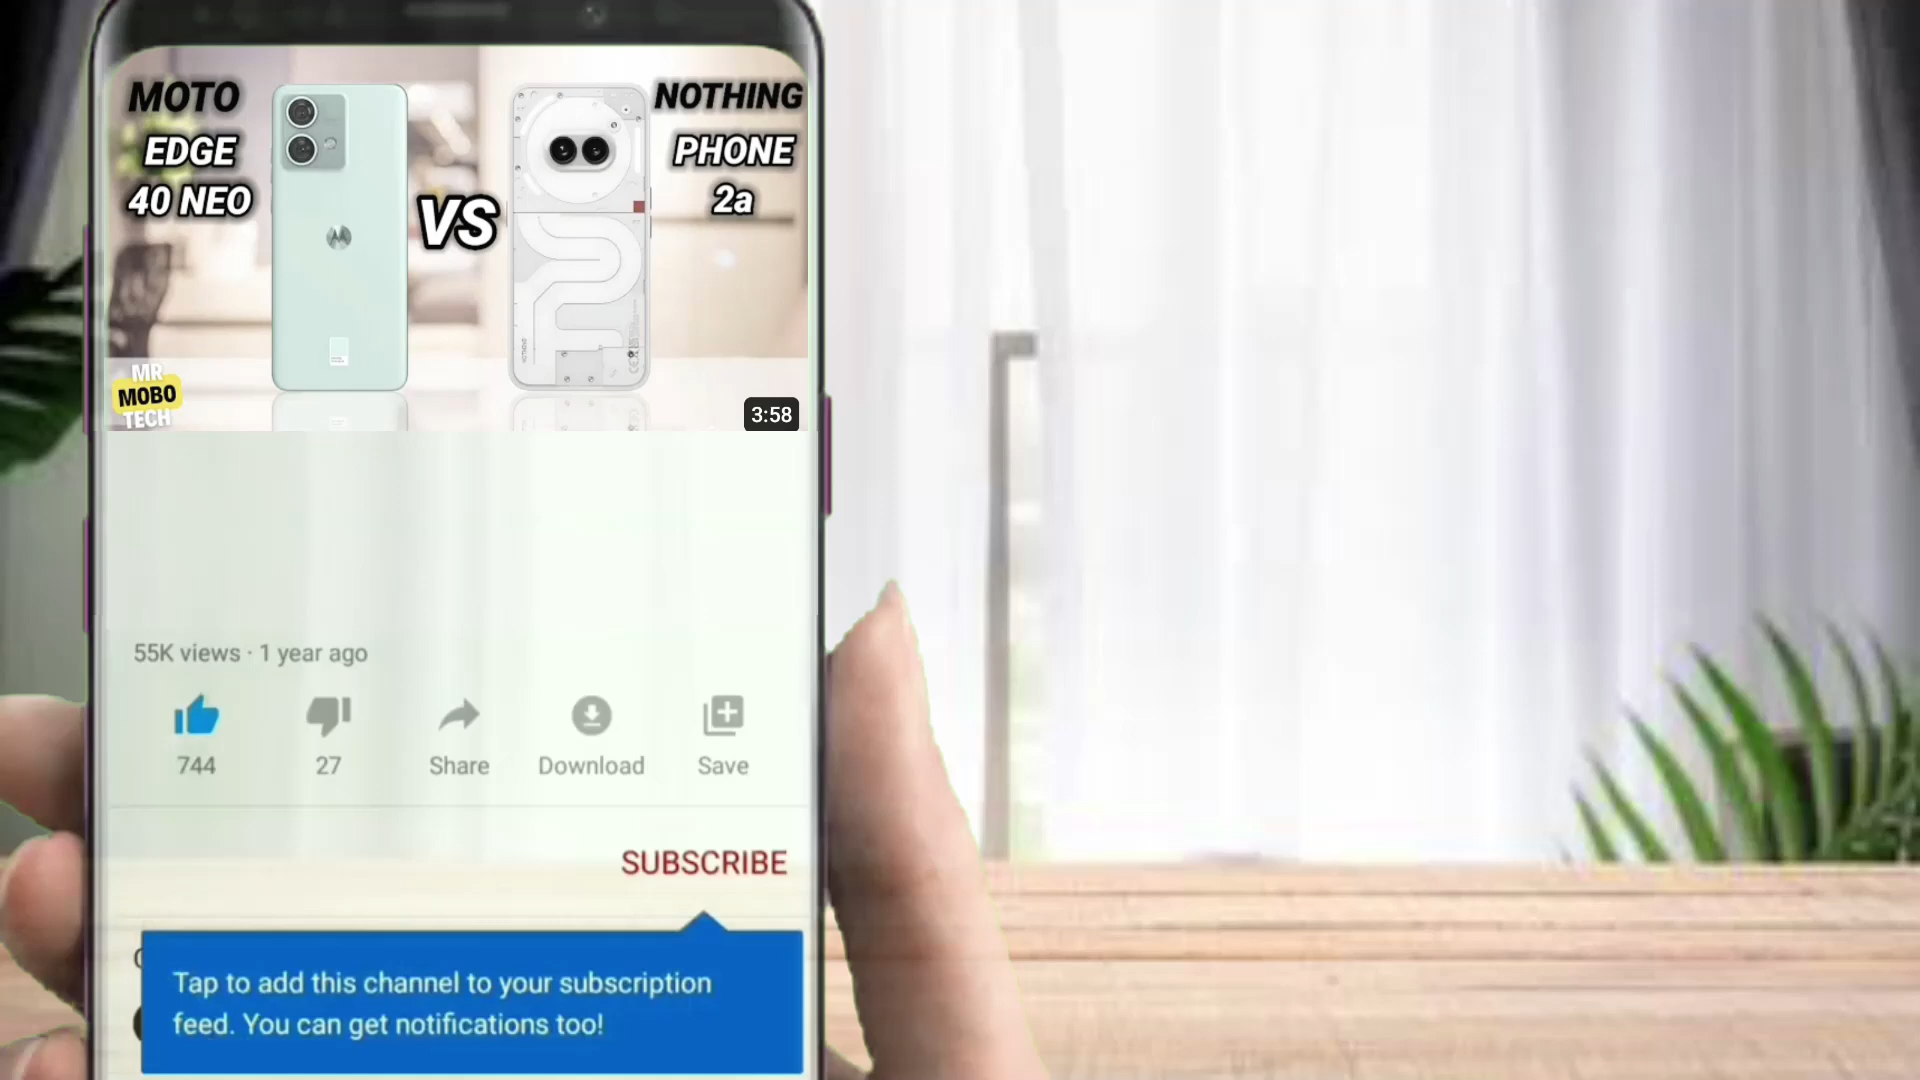 MOTO
EDGE
40 NEO
VS
NOTHING
PHONE
2a
MR
MOBO
TECH
3:58
55K views · 1 year ago
744
27
Share
Download
Save
SUBSCRIBE
Tap to add this channel to your subscription
feed. You can get notifications too!